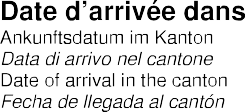 Date d’arrivée dans
Ankunftsdatum im Kanton
Data di arrivo nel cantone
Date of arrival in the canton
Fecha de llegada al cantón